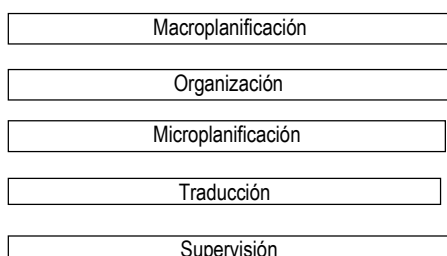 Macroplanificación
Organización
Microplanificación
Traducción
Supervisión